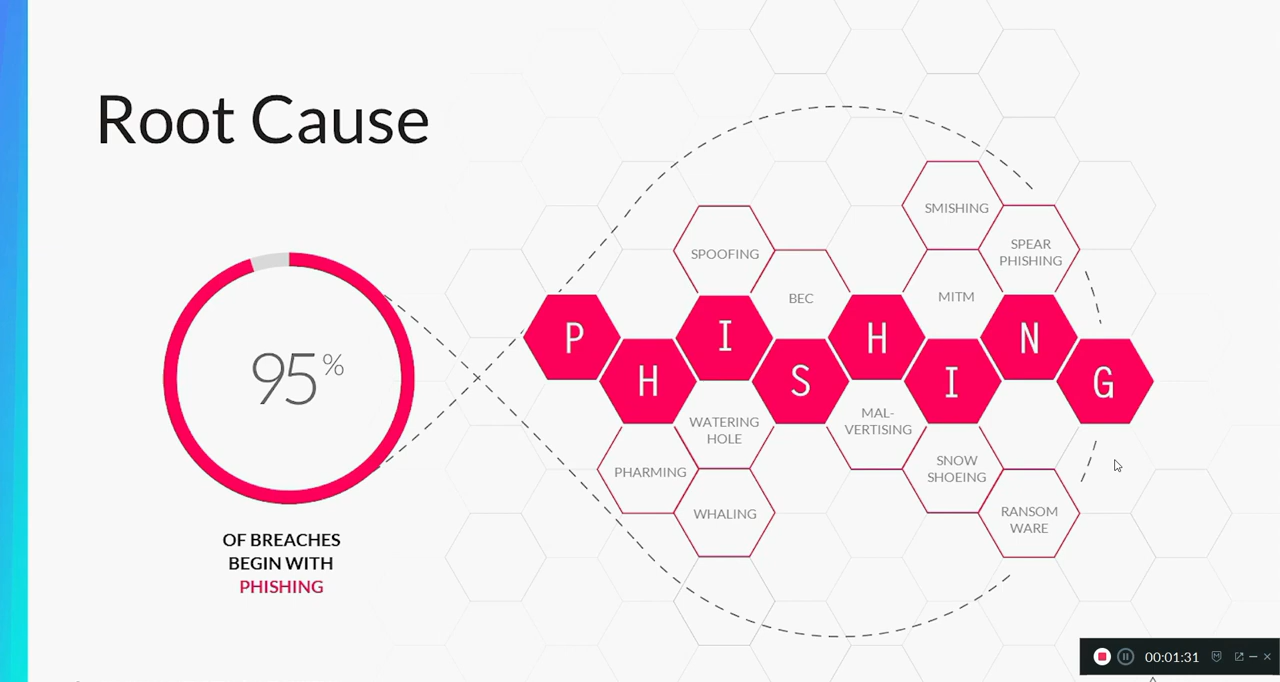 Root Cause
95%
OF BREACHES
BEGIN WITH
PHISHING
SMISHING
SPOOFING
SPEAR
PHISHING
BEC
MITM
P
H
I
S
H
I
N
G
WATERING
HOLE
MAL-
VERTISING
PHARMING
SNOW
SHOEING
WHALING
RANSOM
WARE
00:01:31